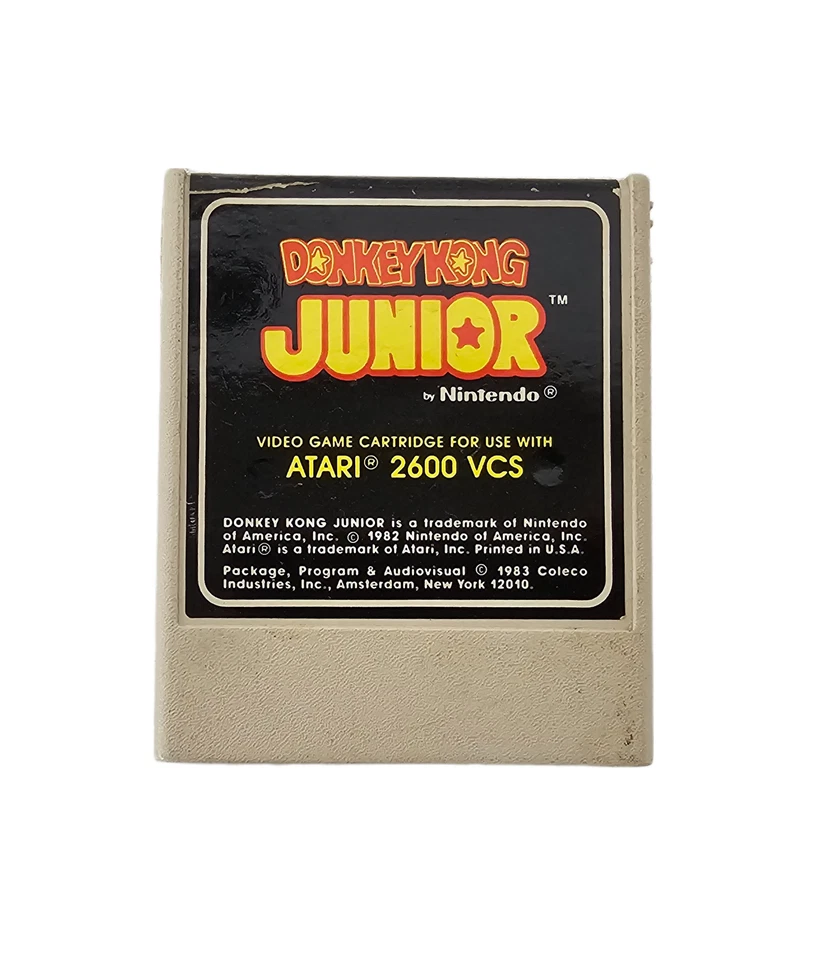 DONKEY KONG
JUNIOR ™
by Nintendo ®
VIDEO GAME CARTRIDGE FOR USE WITH
ATARI® 2600 VCS
DONKEY KONG JUNIOR is a trademark of Nintendo
of America, Inc. © 1982 Nintendo of America, Inc.
Atari® is a trademark of Atari, Inc. Printed in U.S.A.
Package, Program & Audiovisual © 1983 Coleco
Industries, Inc., Amsterdam, New York 12010.